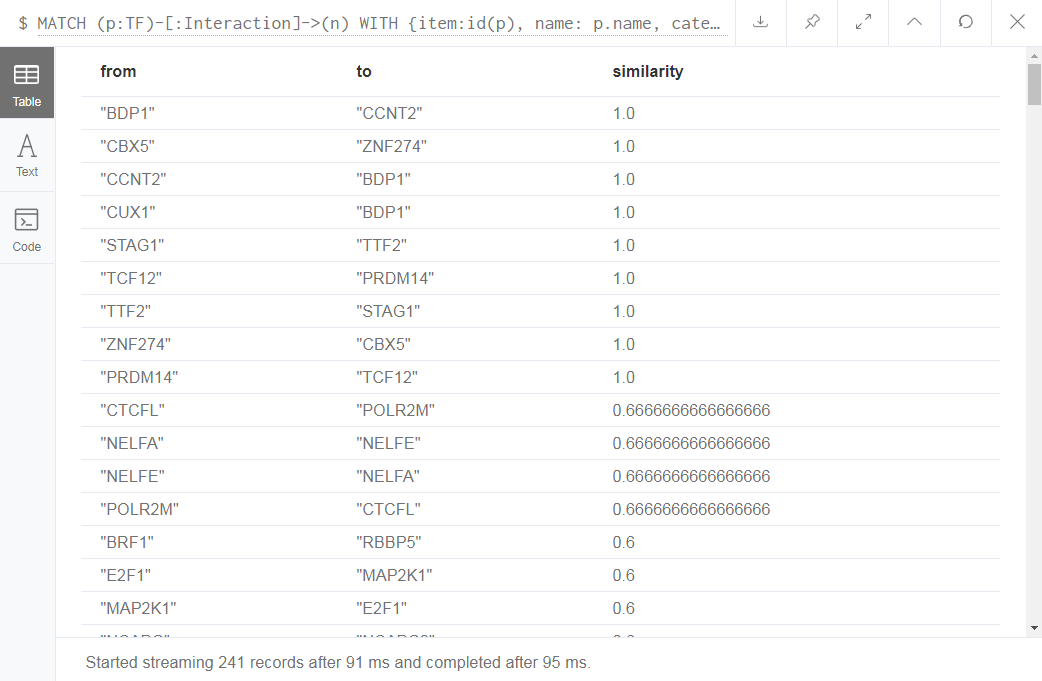 $ MATCH (p:TF)-[:Interaction]->(n) WITH {item:id(p), name: p.name, cate…
Table
Text
Code
from to similarity
"BDP1" "CCNT2" 1.0
"CBX5" "ZNF274" 1.0
"CCNT2" "BDP1" 1.0
"CUX1" "BDP1" 1.0
"STAG1" "TTF2" 1.0
"TCF12" "PRDM14" 1.0
"TTF2" "STAG1" 1.0
"ZNF274" "CBX5" 1.0
"PRDM14" "TCF12" 1.0
"CTCFL" "POLR2M" 0.6666666666666666
"NELFA" "NELFE" 0.6666666666666666
"NELFE" "NELFA" 0.6666666666666666
"POLR2M" "CTCFL" 0.6666666666666666
"BRF1" "RBBP5" 0.6
"E2F1" "MAP2K1" 0.6
"MAP2K1" "E2F1" 0.6
Started streaming 241 records after 91 ms and completed after 95 ms.